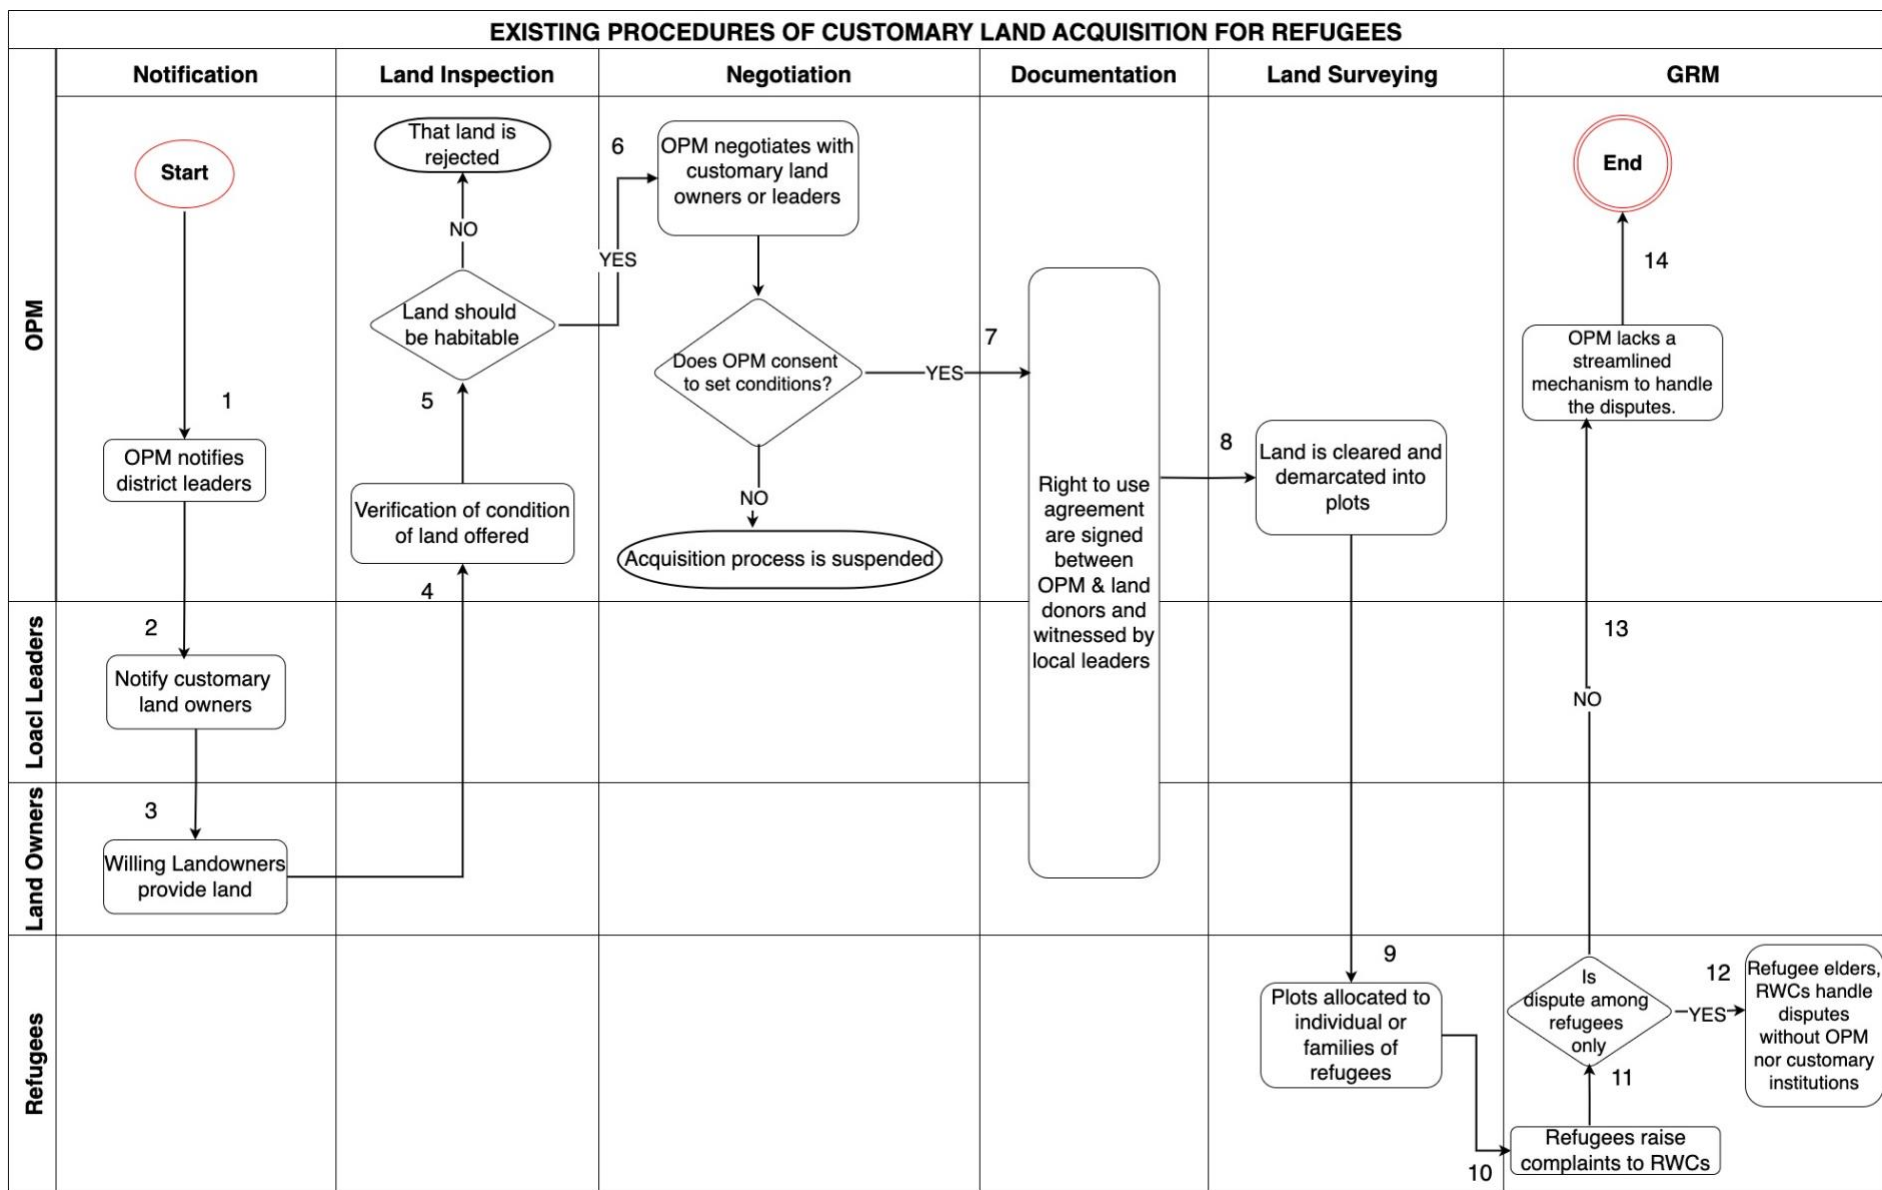 EXISTING PROCEDURES OF CUSTOMARY LAND ACQUISITION FOR REFUGEES
Notification
Land Inspection
Negotiation
Documentation
Land Surveying
GRM
OPM
Start
1
OPM notifies
district leaders
That land is
rejected
NO
Land should
be habitable
5
Verification of condition
of land offered
4
YES
6
OPM negotiates with
customary land
owners or leaders
Does OPM consent
to set conditions?
NO
Acquisition process is suspended
YES
7
Right to use
agreement
are signed
between
OPM & land
donors and
witnessed by
local leaders
8
Land is cleared and
demarcated into
plots
End
14
OPM lacks a
streamlined
mechanism to handle
the disputes.
Loacl Leaders
2
Notify customary
land owners
13
NO
Land Owners
3
Willing Landowners
provide land
Refugees
9
Plots allocated to
individual or
families of
refugees
10
Refugees raise
complaints to RWCs
11
Is
dispute among
refugees
only
YES
12
Refugee elders,
RWCs handle
disputes
without OPM
nor customary
institutions